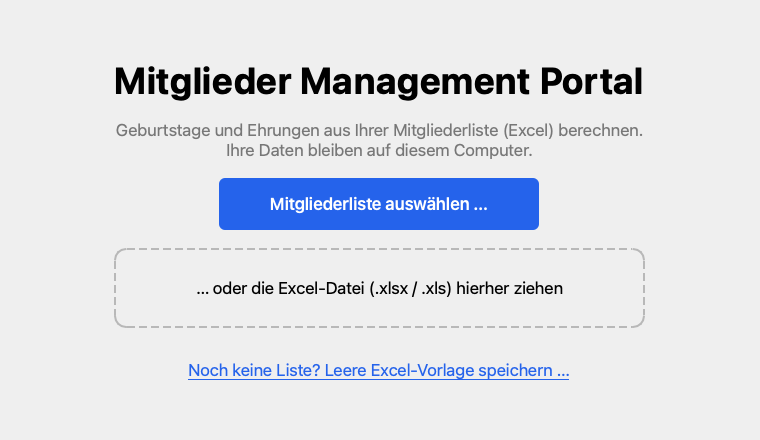 Mitglieder Management Portal
Geburtstage und Ehrungen aus Ihrer Mitgliederliste (Excel) berechnen.
Ihre Daten bleiben auf diesem Computer.
Mitgliederliste auswählen ...
... oder die Excel-Datei (.xlsx / .xls) hierher ziehen
Noch keine Liste? Leere Excel-Vorlage speichern ...